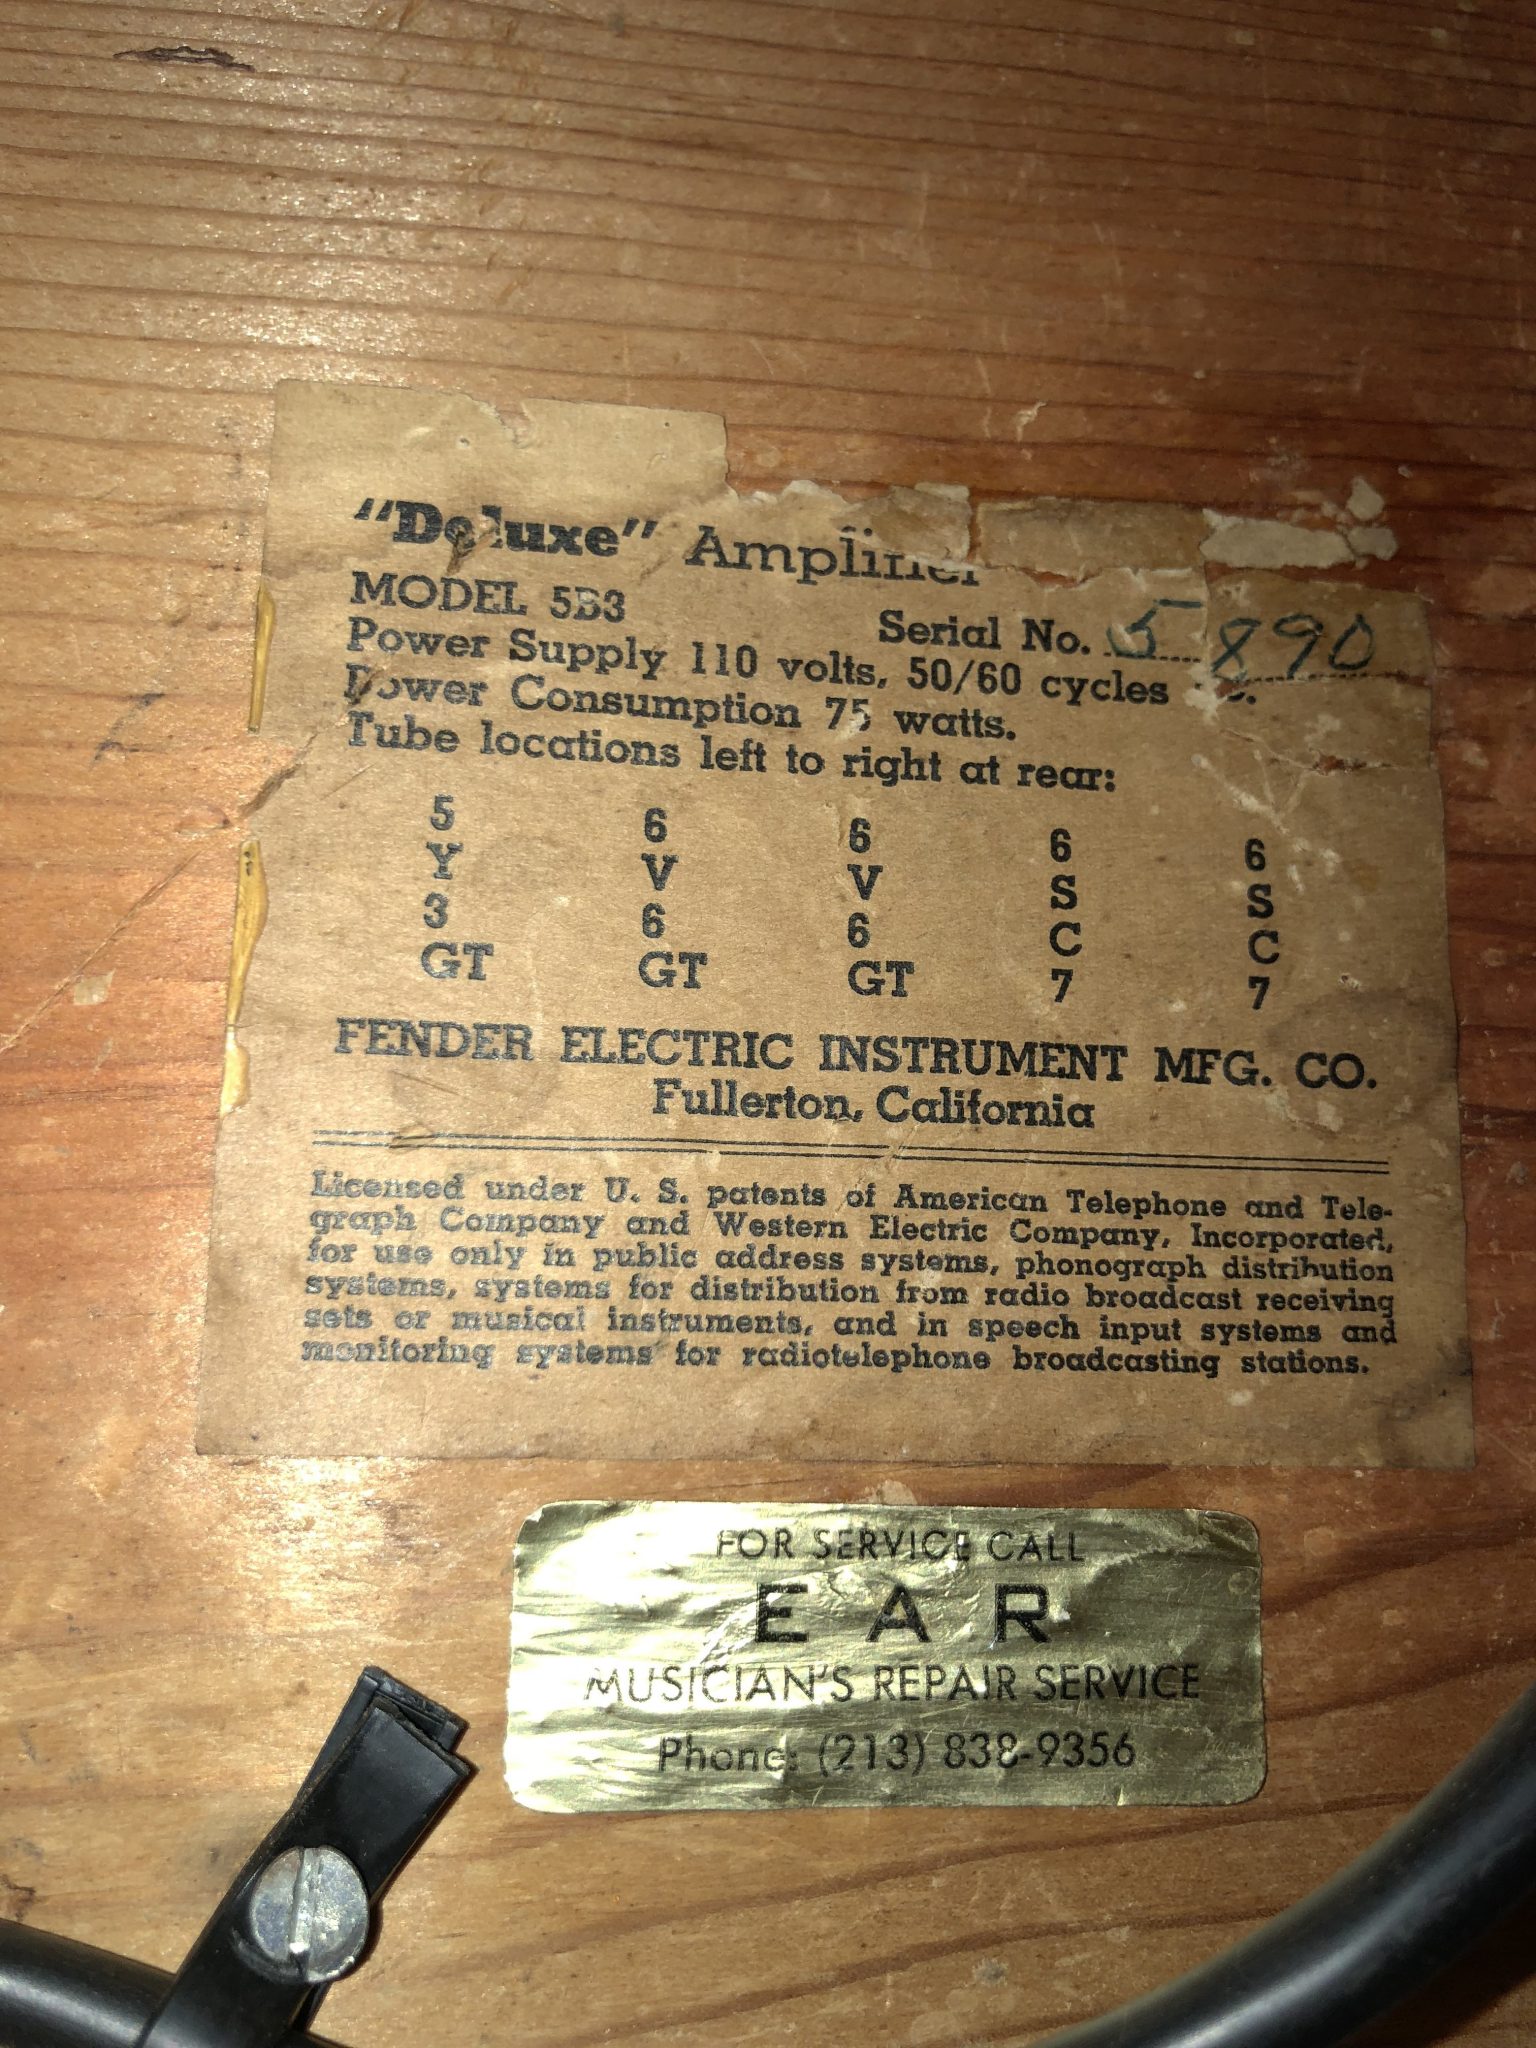 "Deluxe" Amplifier
MODEL 5B3 Serial No. 5890
Power Supply 110 volts, 50/60 cycles
Power Consumption 75 watts.
Tube locations left to right at rear:
5 6 6 6 6
Y V V S S
3 6 6 C C
GT GT GT 7 7
FENDER ELECTRIC INSTRUMENT MFG. CO.
Fullerton, California
Licensed under U. S. patents of American Telephone and Tele-
graph Company and Western Electric Company, Incorporated,
for use only in public address systems, phonograph distribution
systems, systems for distribution from radio broadcast receiving
sets or musical instruments, and in speech input systems and
monitoring systems for radiotelephone broadcasting stations.
FOR SERVICE CALL
E A R
MUSICIAN'S REPAIR SERVICE
Phone: (213) 838-9356